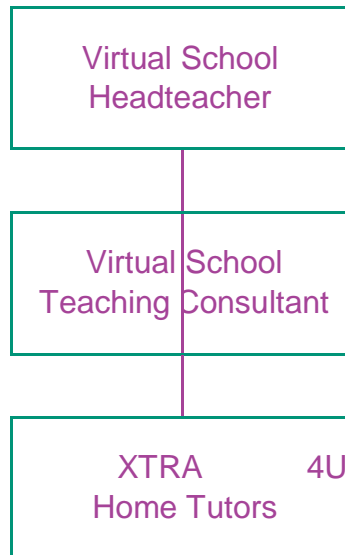 Virtual School
Headteacher
Virtual School
Teaching Consultant
XTRA 4U
Home Tutors